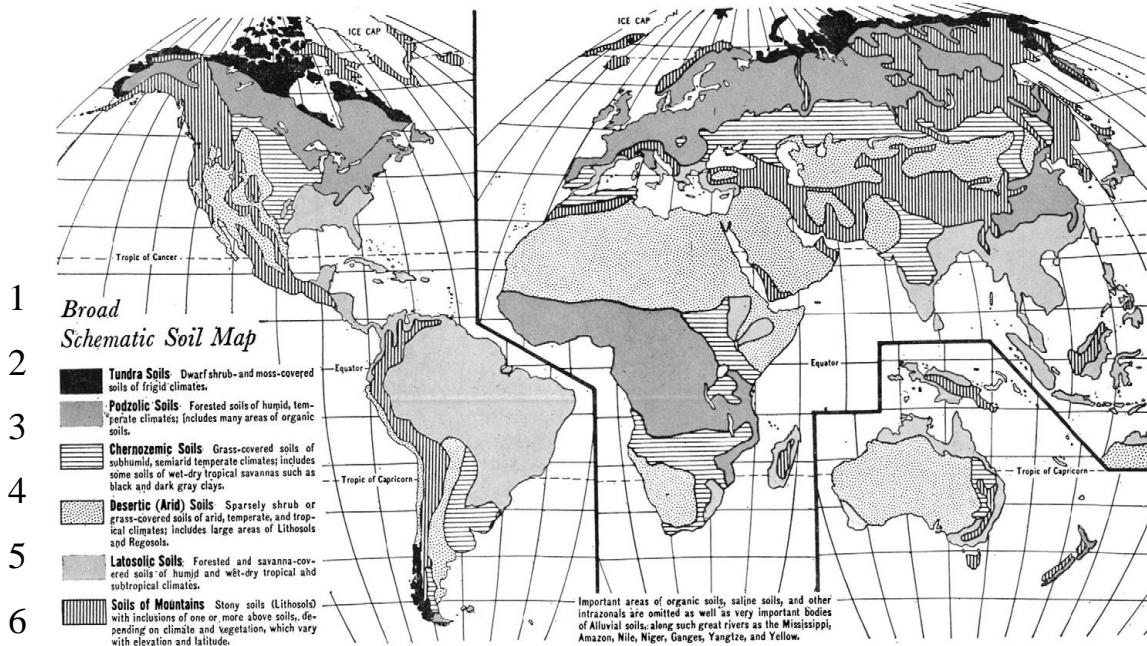 ICE CAP
ICE CAP
Tropic of Cancer
1
Broad
Schematic Soil Map
2
Tundra Soils Dwarf shrub- and moss-covered
soils of frigid climates.
Equator
Equator
3
Podzolic Soils Forested soils of humid, tem-
perate climates; includes many areas of organic
soils.
Chernozemic Soils Grass-covered soils of
subhumid, semiarid temperate climates; includes
some soils of wet-dry tropical savannas such as
black and dark gray clays.
Tropic of Capricorn
Tropic of Capricorn
4
Desertic (Arid) Soils Sparsely shrub or
grass-covered soils of arid, temperate, and trop-
ical climates; includes large areas of Lithosols
and Regosols.
5
Latosolic Soils Forested and savanna-cov-
ered soils of humid and wet-dry tropical and
subtropical climates.
6
Soils of Mountains Stony soils (Lithosols)
with inclusions of one or more above soils, de-
pending on climate and vegetation, which vary
with elevation and latitude.
Important areas of organic soils, saline soils, and other
intrazonals are omitted as well as very important bodies
of Alluvial soils, along such great rivers as the Mississippi,
Amazon, Nile, Niger, Ganges, Yangtze, and Yellow.